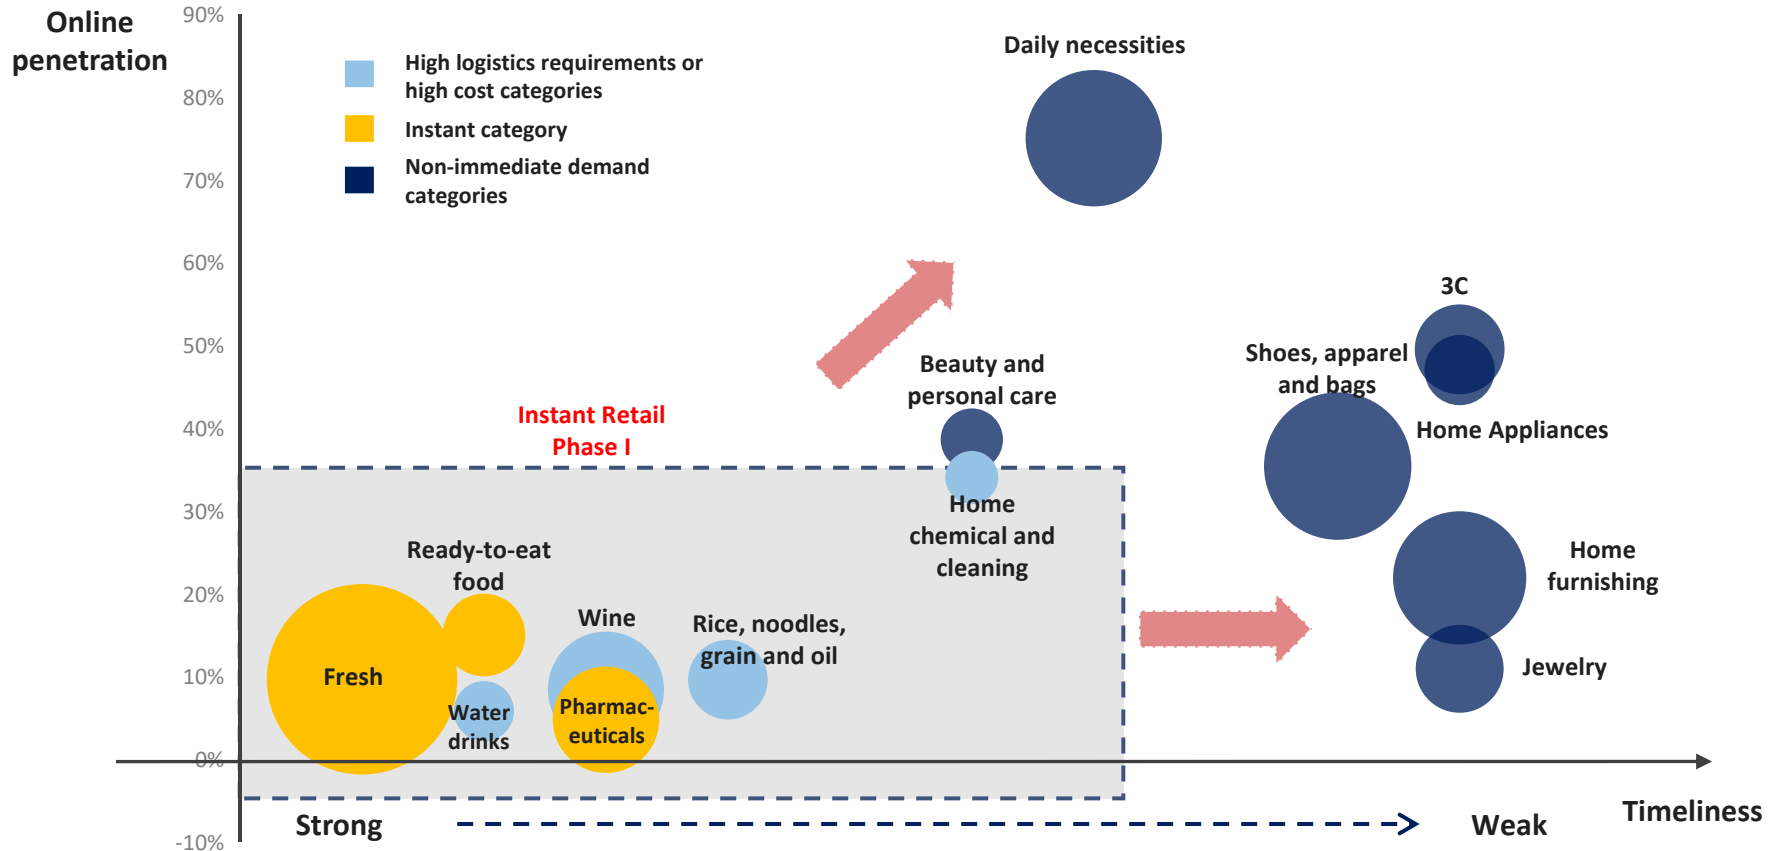 Online
penetration
90%
80%
70%
60%
50%
40%
30%
20%
10%
0%
-10%
High logistics requirements or
high cost categories
Instant category
Non-immediate demand
categories
Daily necessities
3C
Shoes, apparel
and bags
Home Appliances
Beauty and
personal care
Instant Retail
Phase I
Home
chemical and
cleaning
Ready-to-eat
food
Home
furnishing
Wine
Rice, noodles,
grain and oil
Fresh
Jewelry
Water
drinks
Pharmac-
euticals
Strong
Weak
Timeliness